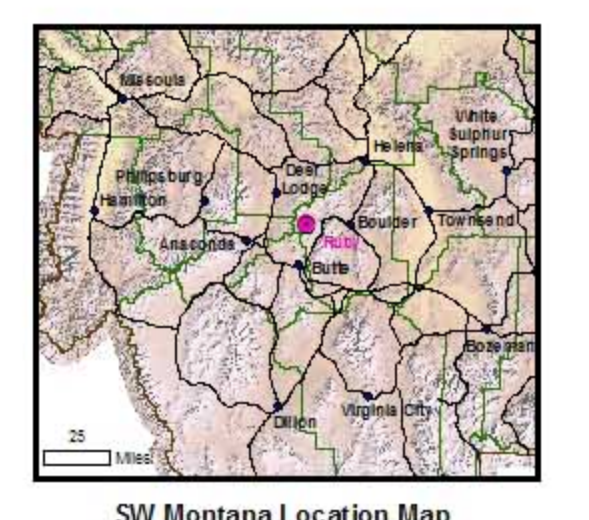 Missoula
White
Sulphur
Springs
Helena
Deer
Lodge
Philipsburg
Hamilton
Boulder
Townsend
Anaconda
Ruby
Butte
Bozeman
Dillon
Virginia City
25
Miles
SW Montana Location Map